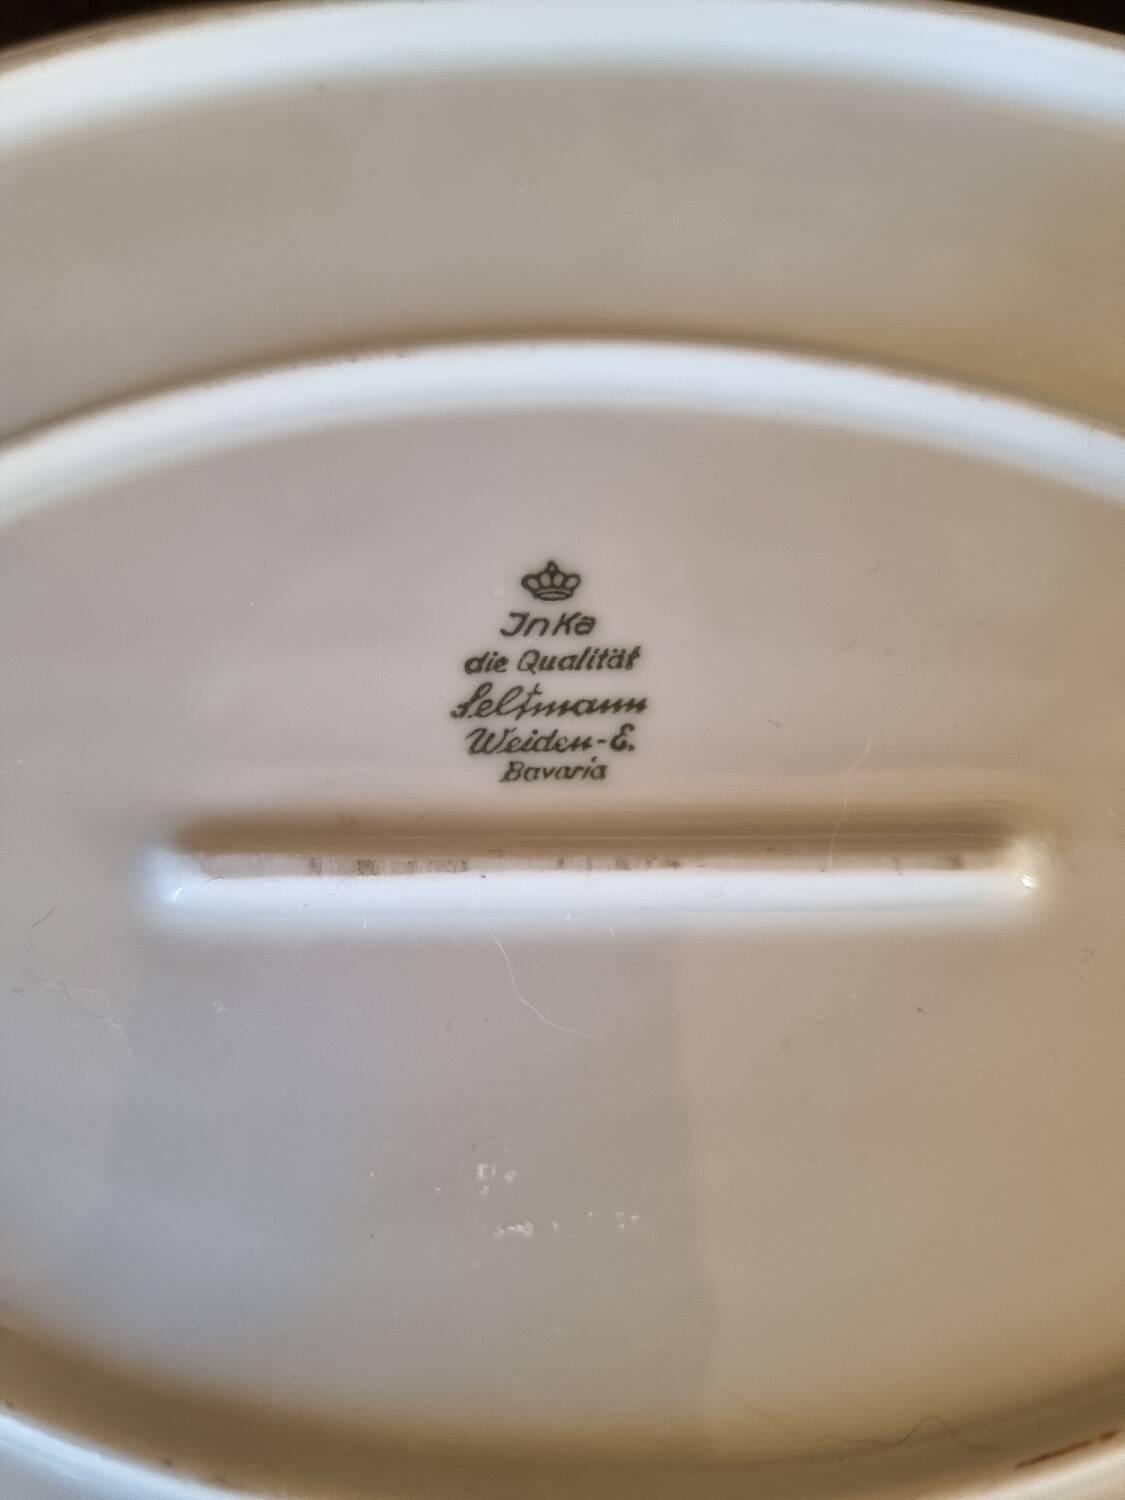 InKa
die Qualität
Seltmann
Weiden-E.
Bavaria